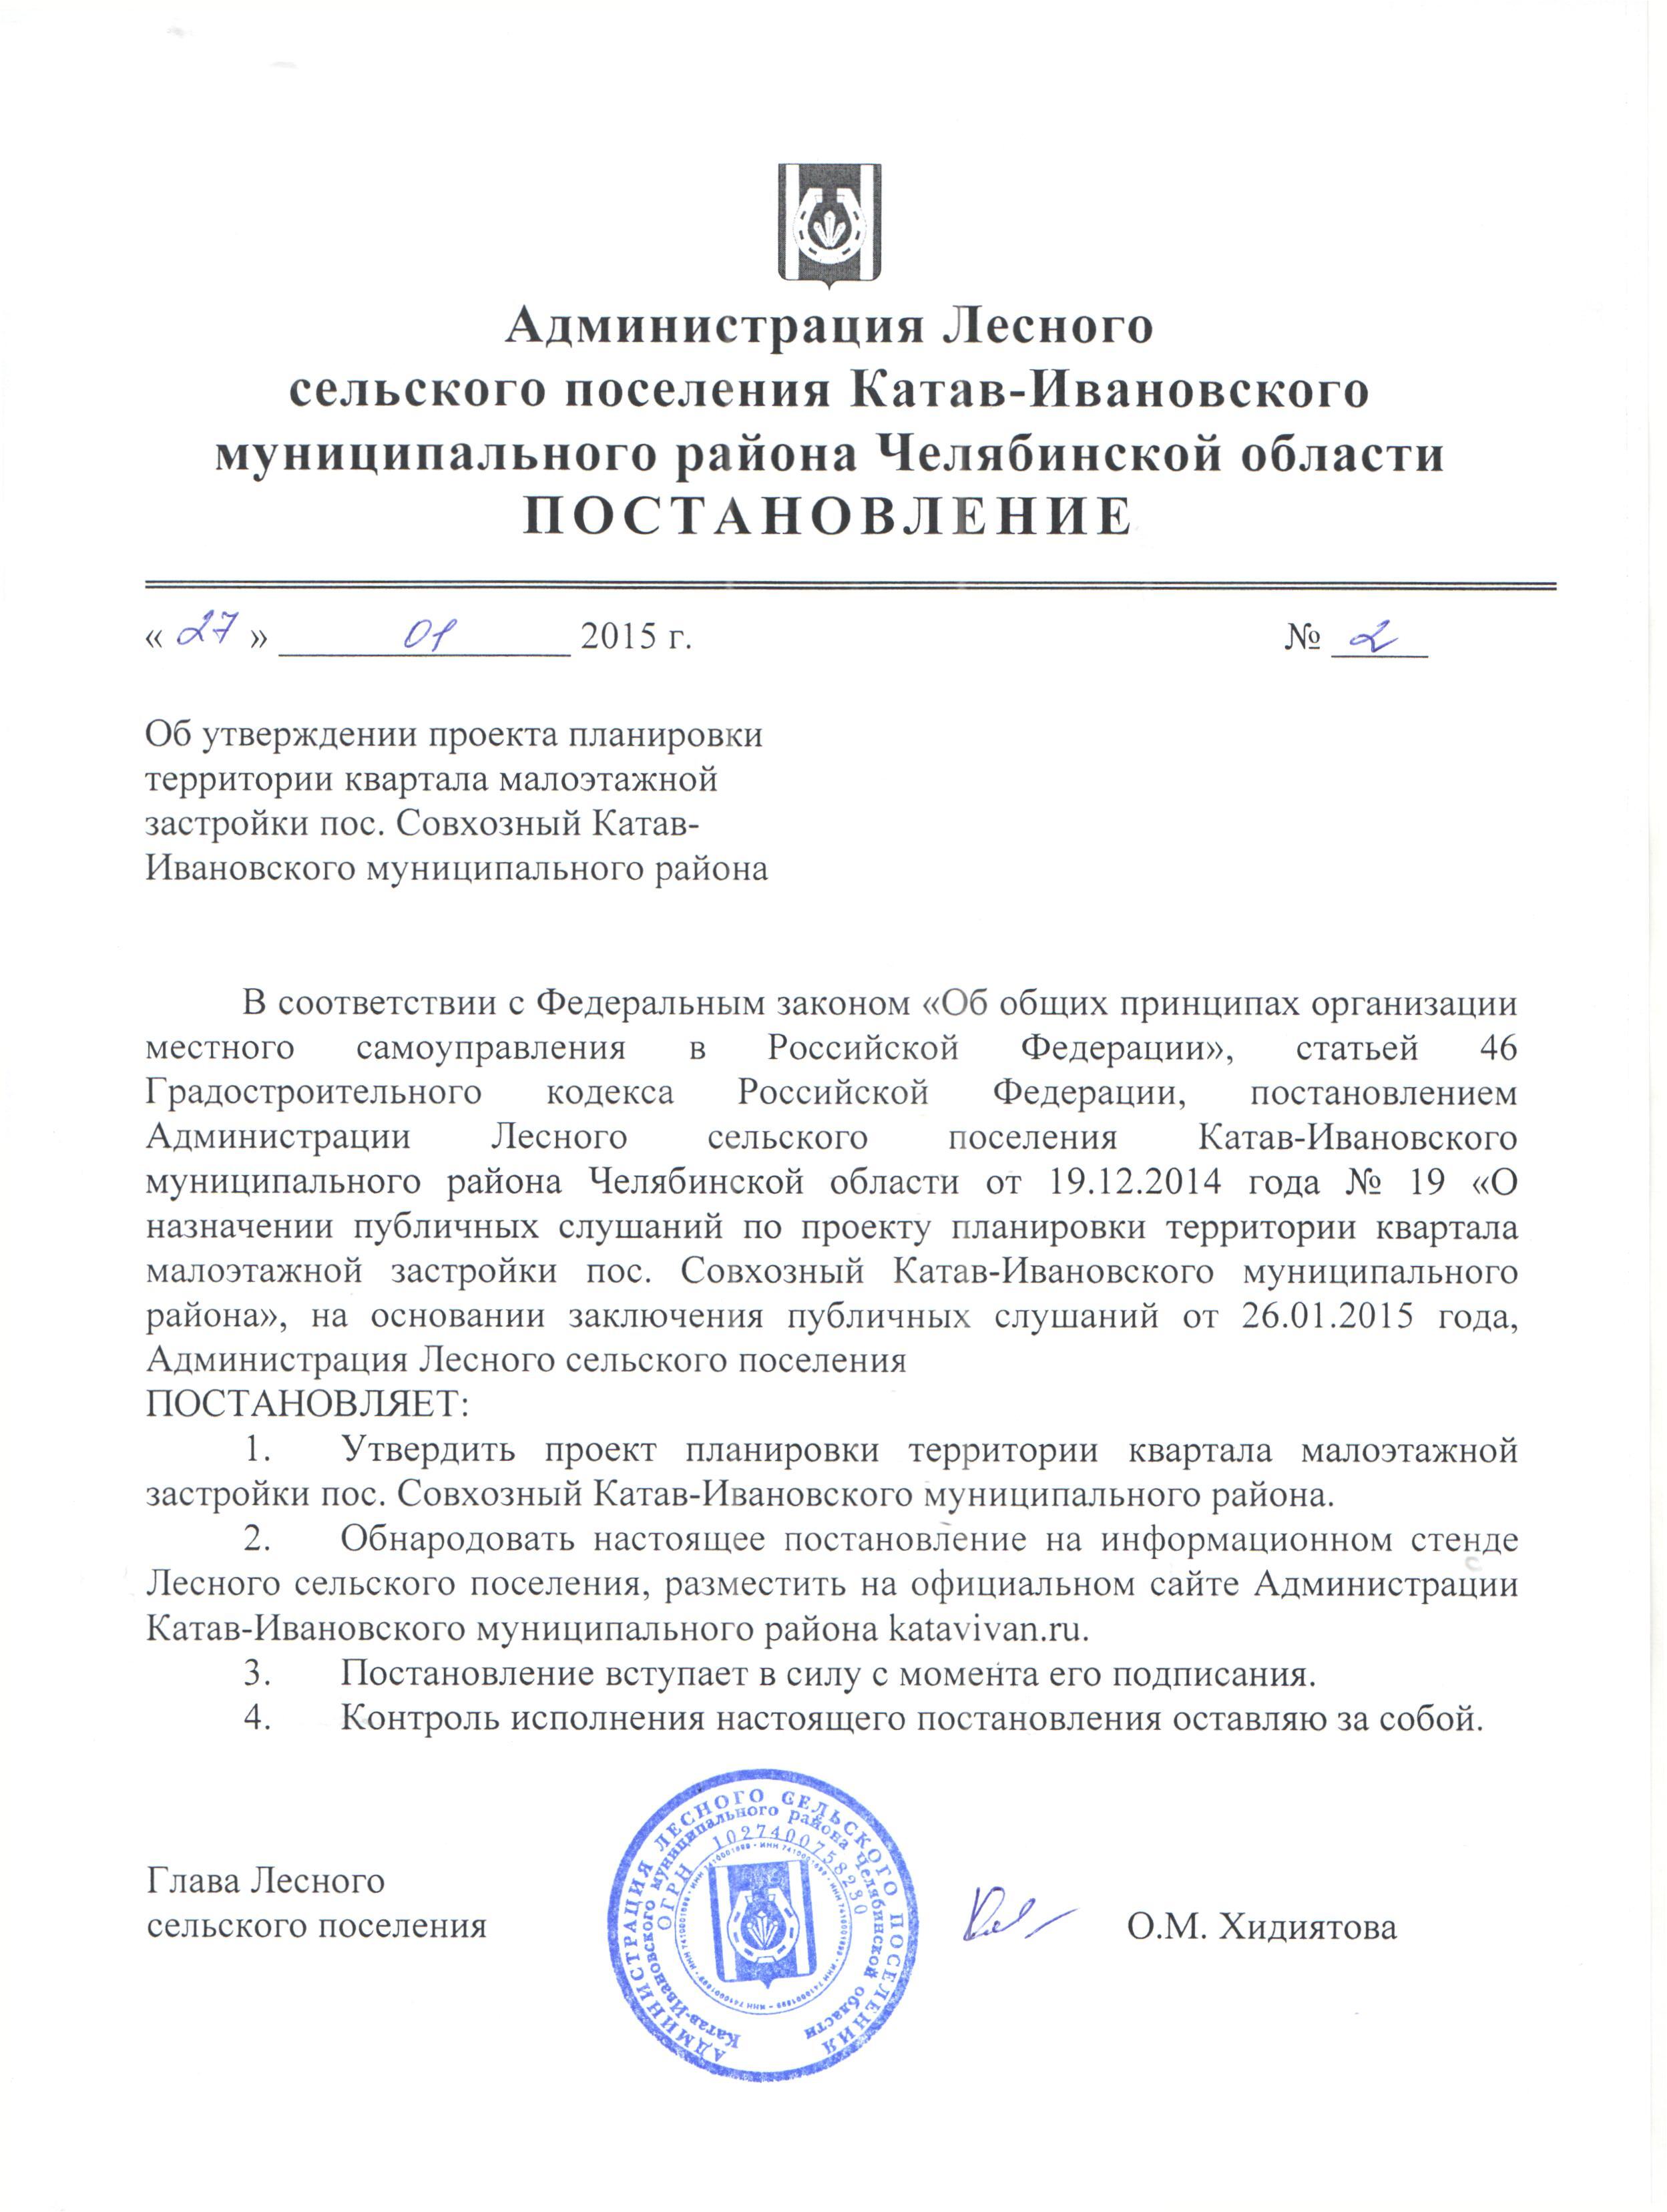 Администрация Лесного
сельского поселения Катав-Ивановского
муниципального района Челябинской области
ПОСТАНОВЛЕНИЕ
« 27 » 01 2015 г. № 2
Об утверждении проекта планировки
территории квартала малоэтажной
застройки пос. Совхозный Катав-
Ивановского муниципального района
В соответствии с Федеральным законом «Об общих принципах организации
местного самоуправления в Российской Федерации», статьей 46
Градостроительного кодекса Российской Федерации, постановлением
Администрации Лесного сельского поселения Катав-Ивановского
муниципального района Челябинской области от 19.12.2014 года № 19 «О
назначении публичных слушаний по проекту планировки территории квартала
малоэтажной застройки пос. Совхозный Катав-Ивановского муниципального
района», на основании заключения публичных слушаний от 26.01.2015 года,
Администрация Лесного сельского поселения
ПОСТАНОВЛЯЕТ:
1. Утвердить проект планировки территории квартала малоэтажной
застройки пос. Совхозный Катав-Ивановского муниципального района.
2. Обнародовать настоящее постановление на информационном стенде
Лесного сельского поселения, разместить на официальном сайте Администрации
Катав-Ивановского муниципального района katavivan.ru.
3. Постановление вступает в силу с момента его подписания.
4. Контроль исполнения настоящего постановления оставляю за собой.
АДМИНИСТРАЦИЯ ЛЕСНОГО СЕЛЬСКОГО ПОСЕЛЕНИЯ
Катав-Ивановского муниципального района Челябинской области
ОГРН 1027400758230
Глава Лесного
сельского поселения О.М. Хидиятова